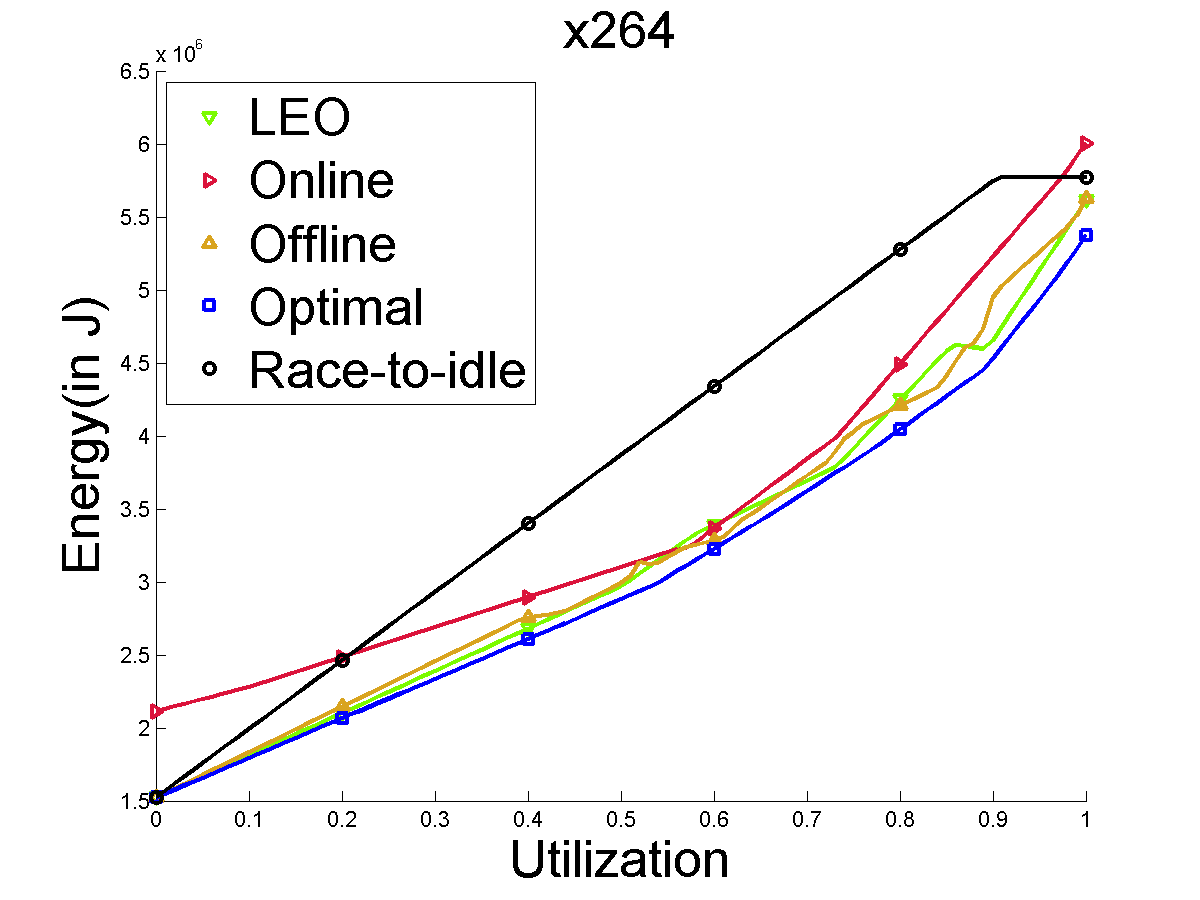 x264
x 10^6
6.5
6
5.5
5
4.5
4
3.5
3
2.5
2
1.5
LEO
Online
Offline
Optimal
Race-to-idle
Energy(in J)
0 0.1 0.2 0.3 0.4 0.5 0.6 0.7 0.8 0.9 1
Utilization